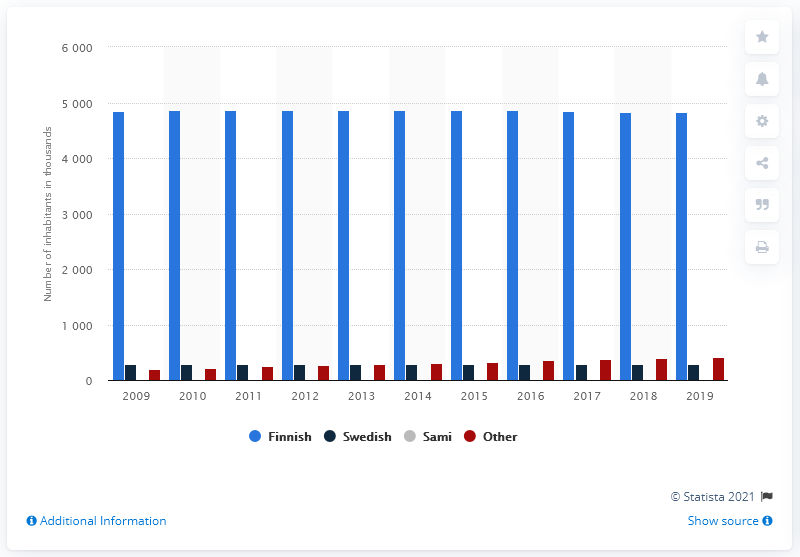 6 000
5 000
4 000
3 000
2 000
1 000
0
Number of inhabitants in thousands
2009 2010 2011 2012 2013 2014 2015 2016 2017 2018 2019
Finnish Swedish Sami Other
© Statista 2021
Additional Information Show source